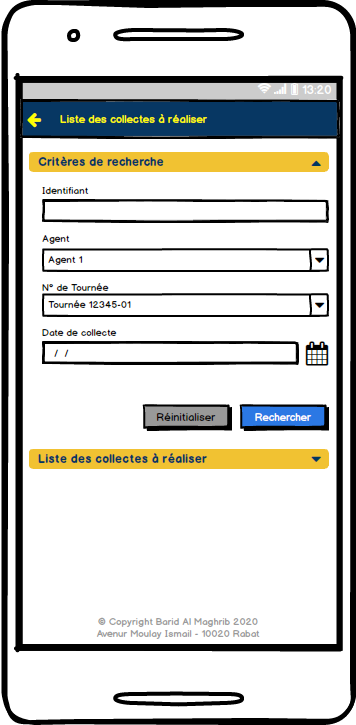 13:20
Liste des collectes à réaliser
Critères de recherche
Identifiant
Agent
Agent 1
N° de Tournée
Tournée 12345-01
Date de collecte
/ /
Réinitialiser Rechercher
Liste des collectes à réaliser
© Copyright Barid Al Maghrib 2020
Avenur Moulay Ismail - 10020 Rabat